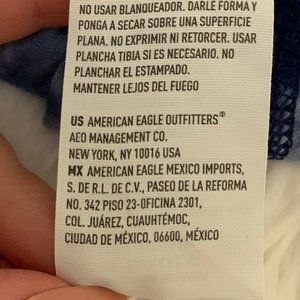 NO USAR BLANQUEADOR. DARLE FORMA Y
PONGA A SECAR SOBRE UNA SUPERFICIE
PLANA. NO EXPRIMIR NI RETORCER. USAR
PLANCHA TIBIA SI ES NECESARIO. NO
PLANCHAR EL ESTAMPADO.
MANTENER LEJOS DEL FUEGO
US AMERICAN EAGLE OUTFITTERS®
AEO MANAGEMENT CO.
NEW YORK, NY 10016 USA
MX AMERICAN EAGLE MEXICO IMPORTS,
S. DE R.L. DE C.V., PASEO DE LA REFORMA
NO. 342 PISO 23-OFICINA 2301,
COL. JUÁREZ, CUAUHTÉMOC,
CIUDAD DE MÉXICO, 06600, MÉXICO